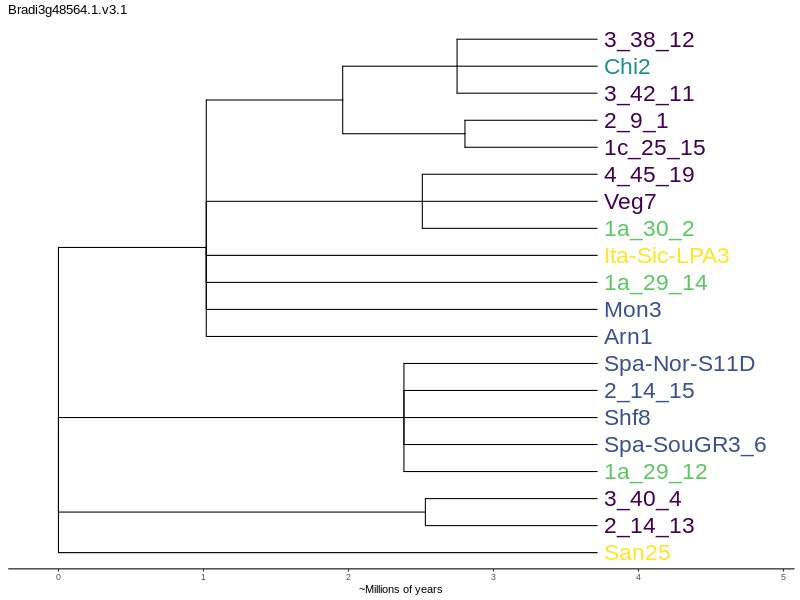 Bradi3g48564.1.v3.1
3_38_12
Chi2
3_42_11
2_9_1
1c_25_15
4_45_19
Veg7
1a_30_2
Ita-Sic-LPA3
1a_29_14
Mon3
Arn1
Spa-Nor-S11D
2_14_15
Shf8
Spa-SouGR3_6
1a_29_12
3_40_4
2_14_13
San25
0 1 2 3 4 5
~Millions of years